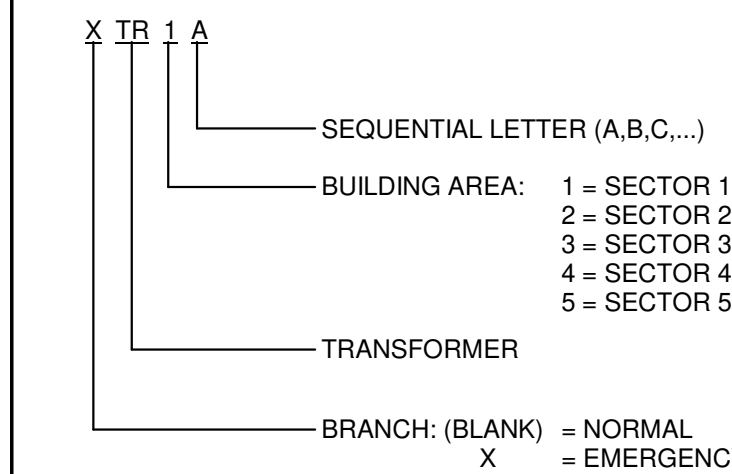 X TR 1 A
SEQUENTIAL LETTER (A,B,C,...)
BUILDING AREA: 1 = SECTOR 1
2 = SECTOR 2
3 = SECTOR 3
4 = SECTOR 4
5 = SECTOR 5
TRANSFORMER
BRANCH: (BLANK) = NORMAL
X = EMERGENC